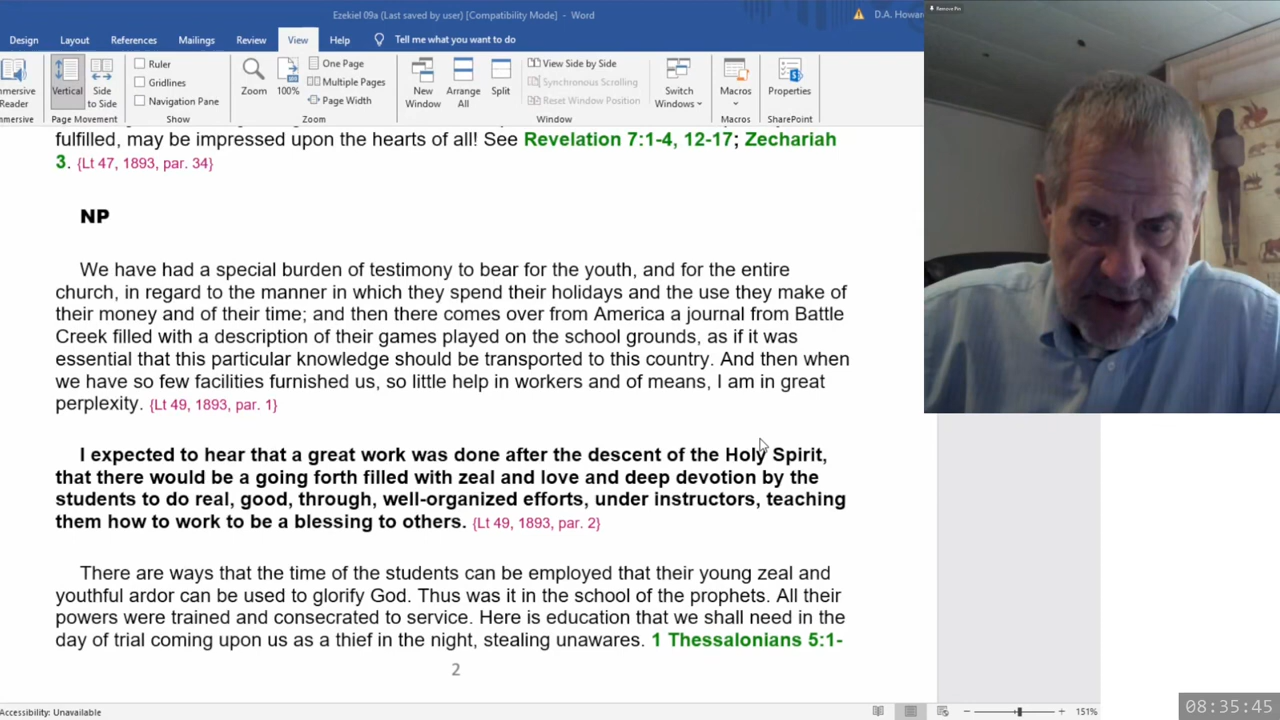 Ezekiel 09a (Last saved by user) [Compatibility Mode] - Word
D.A. Howar
Remove Pin
Design Layout References Mailings Review View Help Tell me what you want to do
mmersive Reader
Vertical
Side to Side
Ruler
Gridlines
Navigation Pane
Zoom
100%
One Page
Multiple Pages
Page Width
New Window
Arrange All
Split
View Side by Side
Synchronous Scrolling
Reset Window Position
Switch Windows
Macros
Properties
mmersive Page Movement Show Zoom Window Macros SharePoint
fulfilled, may be impressed upon the hearts of all! See Revelation 7:1-4, 12-17; Zechariah
3. {Lt 47, 1893, par. 34}
NP
We have had a special burden of testimony to bear for the youth, and for the entire
church, in regard to the manner in which they spend their holidays and the use they make of
their money and of their time; and then there comes over from America a journal from Battle
Creek filled with a description of their games played on the school grounds, as if it was
essential that this particular knowledge should be transported to this country. And then when
we have so few facilities furnished us, so little help in workers and of means, I am in great
perplexity. {Lt 49, 1893, par. 1}
I expected to hear that a great work was done after the descent of the Holy Spirit,
that there would be a going forth filled with zeal and love and deep devotion by the
students to do real, good, through, well-organized efforts, under instructors, teaching
them how to work to be a blessing to others. {Lt 49, 1893, par. 2}
There are ways that the time of the students can be employed that their young zeal and
youthful ardor can be used to glorify God. Thus was it in the school of the prophets. All their
powers were trained and consecrated to service. Here is education that we shall need in the
day of trial coming upon us as a thief in the night, stealing unawares. 1 Thessalonians 5:1-
2
Accessibility: Unavailable
151%
08:35:45